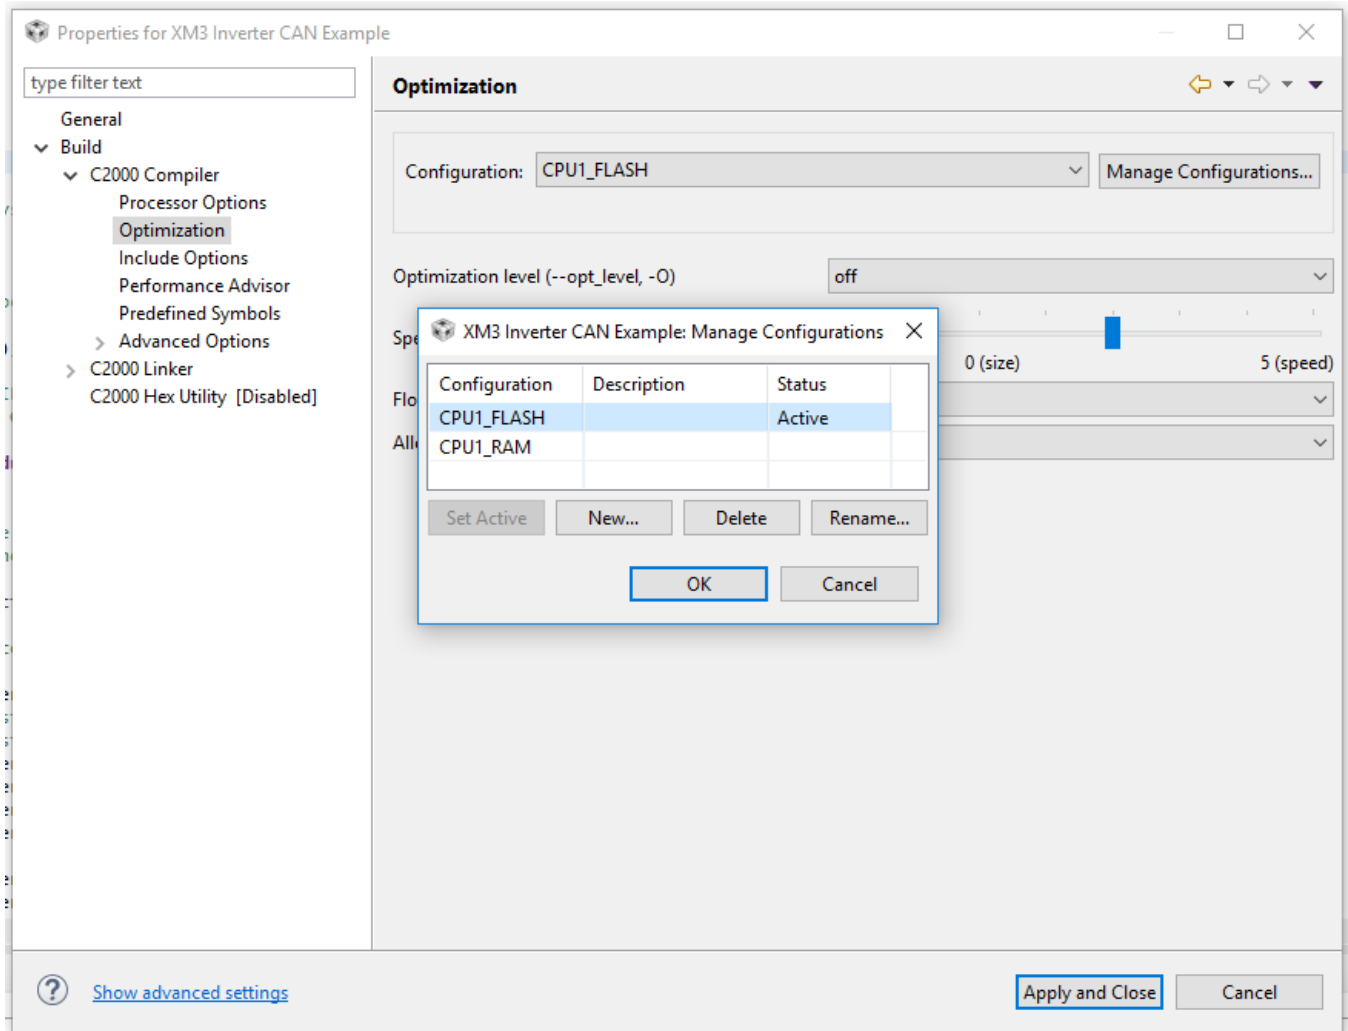 Properties for XM3 Inverter CAN Example
type filter text
General
Build
C2000 Compiler
Processor Options
Optimization
Include Options
Performance Advisor
Predefined Symbols
Advanced Options
C2000 Linker
C2000 Hex Utility [Disabled]
Optimization
Configuration: CPU1_FLASH Manage Configurations...
Optimization level (--opt_level, -O) off
0 (size) 5 (speed)
XM3 Inverter CAN Example: Manage Configurations
Configuration Description Status
CPU1_FLASH Active
CPU1_RAM
Set Active New... Delete Rename...
OK Cancel
Show advanced settings
Apply and Close Cancel